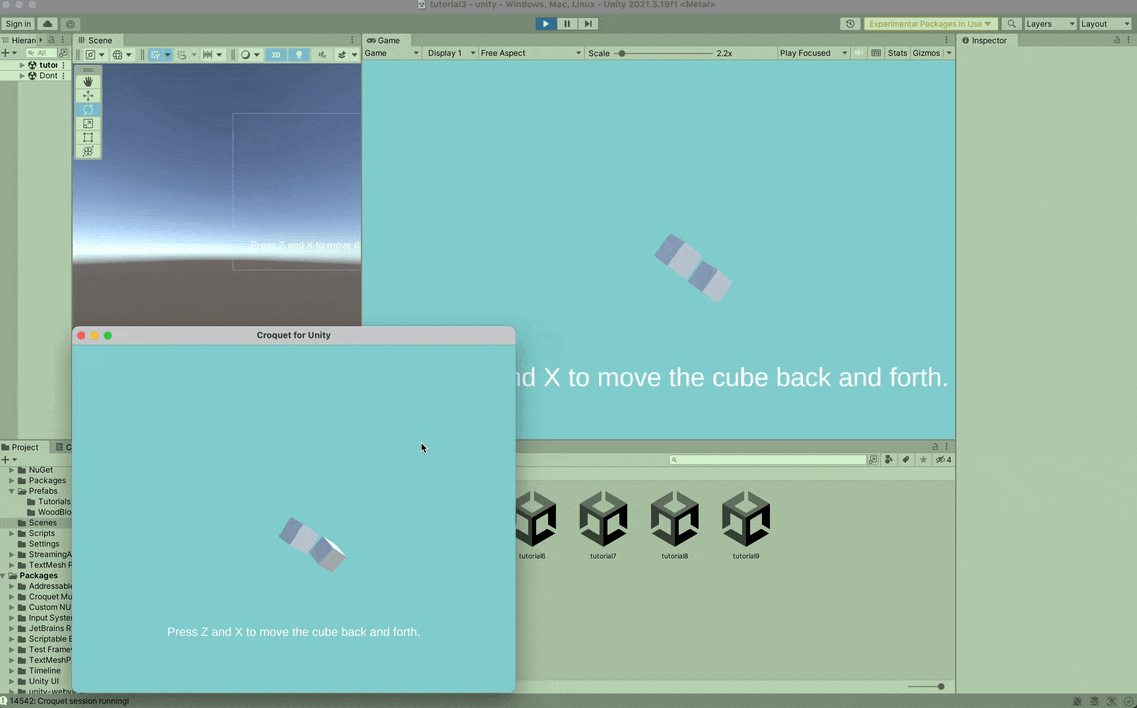 tutorial3 - unity - Windows, Mac, Linux - Unity 2021.3.19f1 <Metal>
Sign in
Experimental Packages In Use
Layers
Layout
Hierarc
All
tutor
Dont
Scene
2D
Press Z and X to move th
Game
Game
Display 1
Free Aspect
Scale
2.2x
Play Focused
Stats
Gizmos
nd X to move the cube back and forth.
Inspector
Croquet for Unity
Press Z and X to move the cube back and forth.
Project
C
4
NuGet
Packages
Prefabs
Tutorials
WoodBlo
Scenes
Scripts
Settings
StreamingA
TextMesh P
Packages
Addressable
Croquet Mu
Custom NU
Input System
JetBrains R
Scriptable B
Test Framew
TextMeshP
Timeline
Unity UI
tutorial6
tutorial7
tutorial8
tutorial9
14542: Croquet session running!